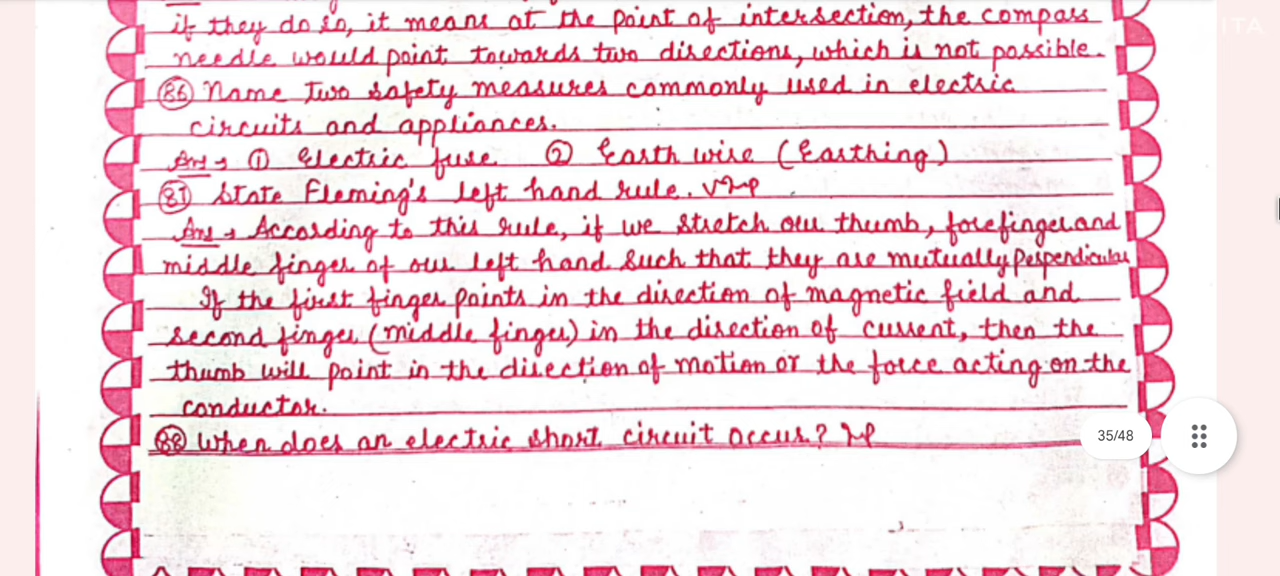 if they do so, it means at the point of intersection, the compass
needle would point towards two directions, which is not possible.
86 Name two safety measures commonly used in electric
circuits and appliances.
Ans → ① Electric fuse ② Earth wire (Earthing)
87 State Fleming's left hand rule. VImp
Ans → According to this rule, if we stretch our thumb, forefinger and
middle finger of our left hand such that they are mutually perpendicular
If the first finger points in the direction of magnetic field and
second finger (middle finger) in the direction of current, then the
thumb will point in the direction of motion or the force acting on the
conductor.
88 When does an electric short circuit occur? Imp
35/48